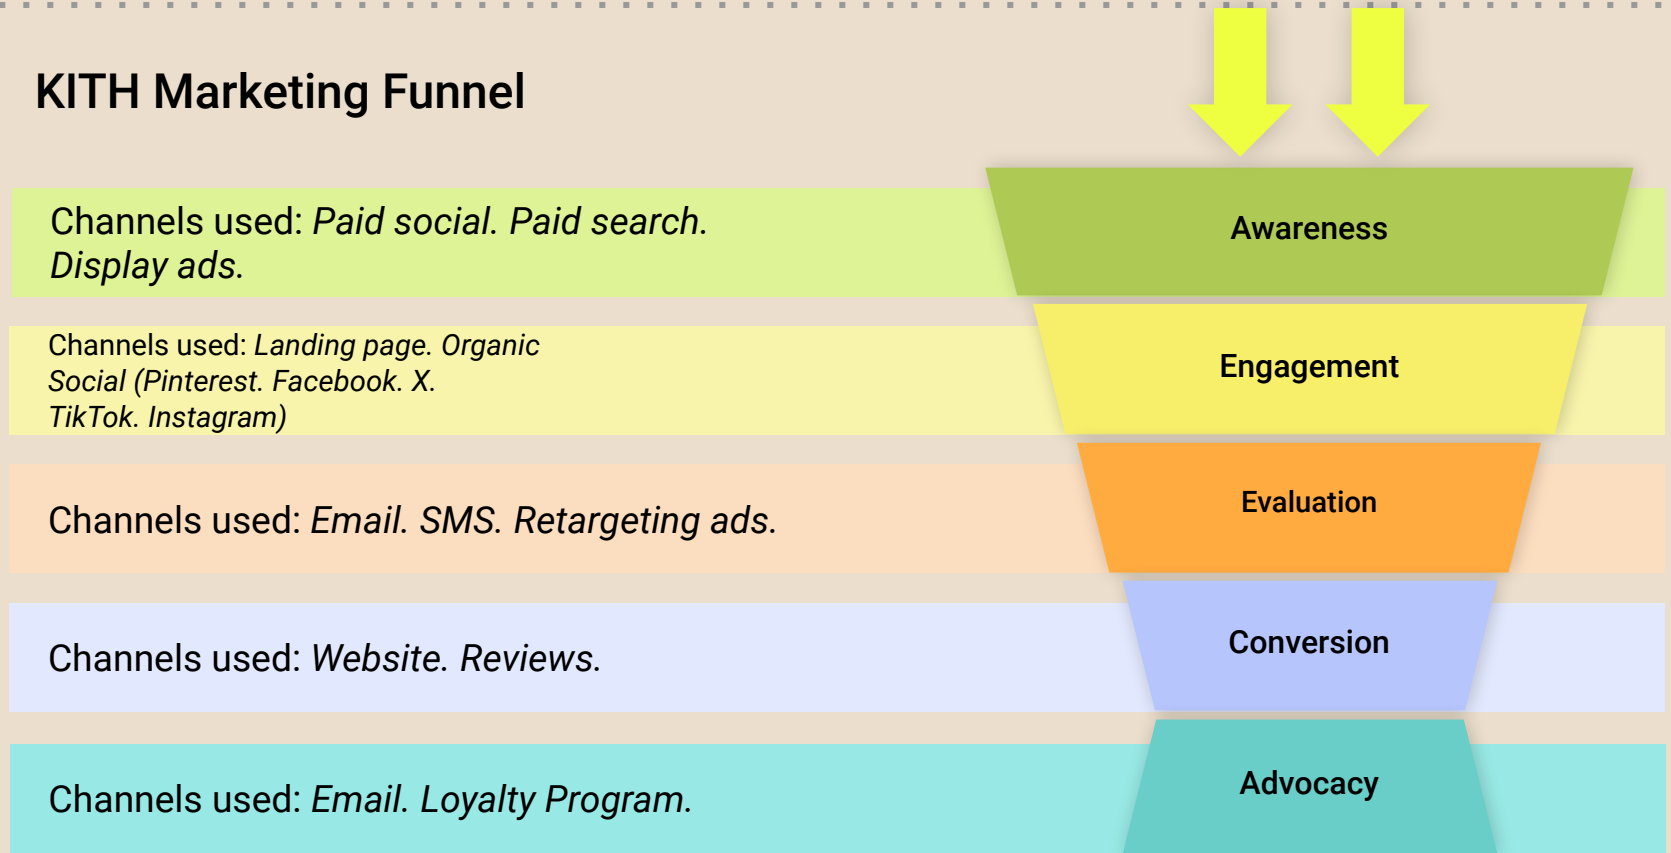 KITH Marketing Funnel
Channels used: Paid social. Paid search.
Display ads.
Awareness
Channels used: Landing page. Organic
Social (Pinterest. Facebook. X.
TikTok. Instagram)
Engagement
Channels used: Email. SMS. Retargeting ads.
Evaluation
Channels used: Website. Reviews.
Conversion
Channels used: Email. Loyalty Program.
Advocacy